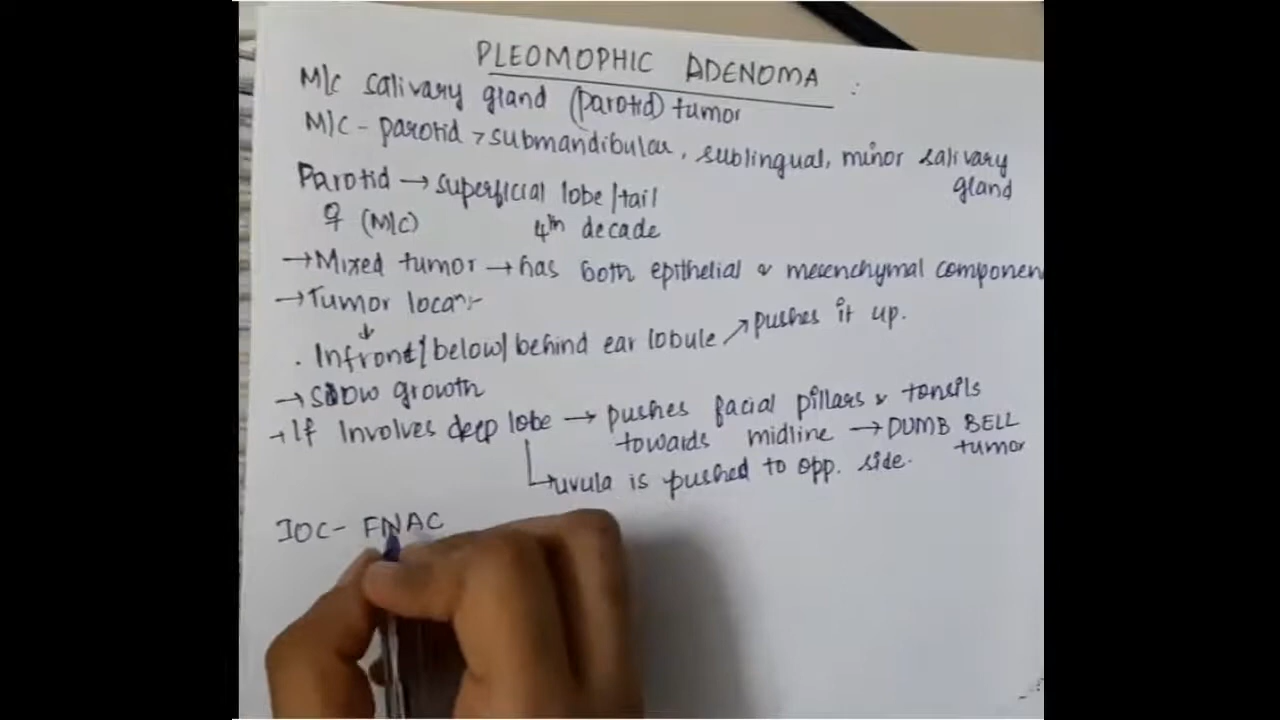 PLEOMOPHIC ADENOMA :
M/c salivary gland (parotid) tumor
M/C - parotid > submandibular, sublingual, minor salivary
gland
Parotid → superficial lobe/tail
♀ (M/C) 4th decade
→ Mixed tumor → has both epithelial & mesenchymal componen
→ Tumor locan:-
↓
. Infront/below/behind ear lobule ↗ pushes it up.
→ slow growth
→ If involves deep lobe → pushes facial pillars & tonsils
towards midline → DUMB BELL
tumor
↳ uvula is pushed to opp. side.
IOC - FNAC